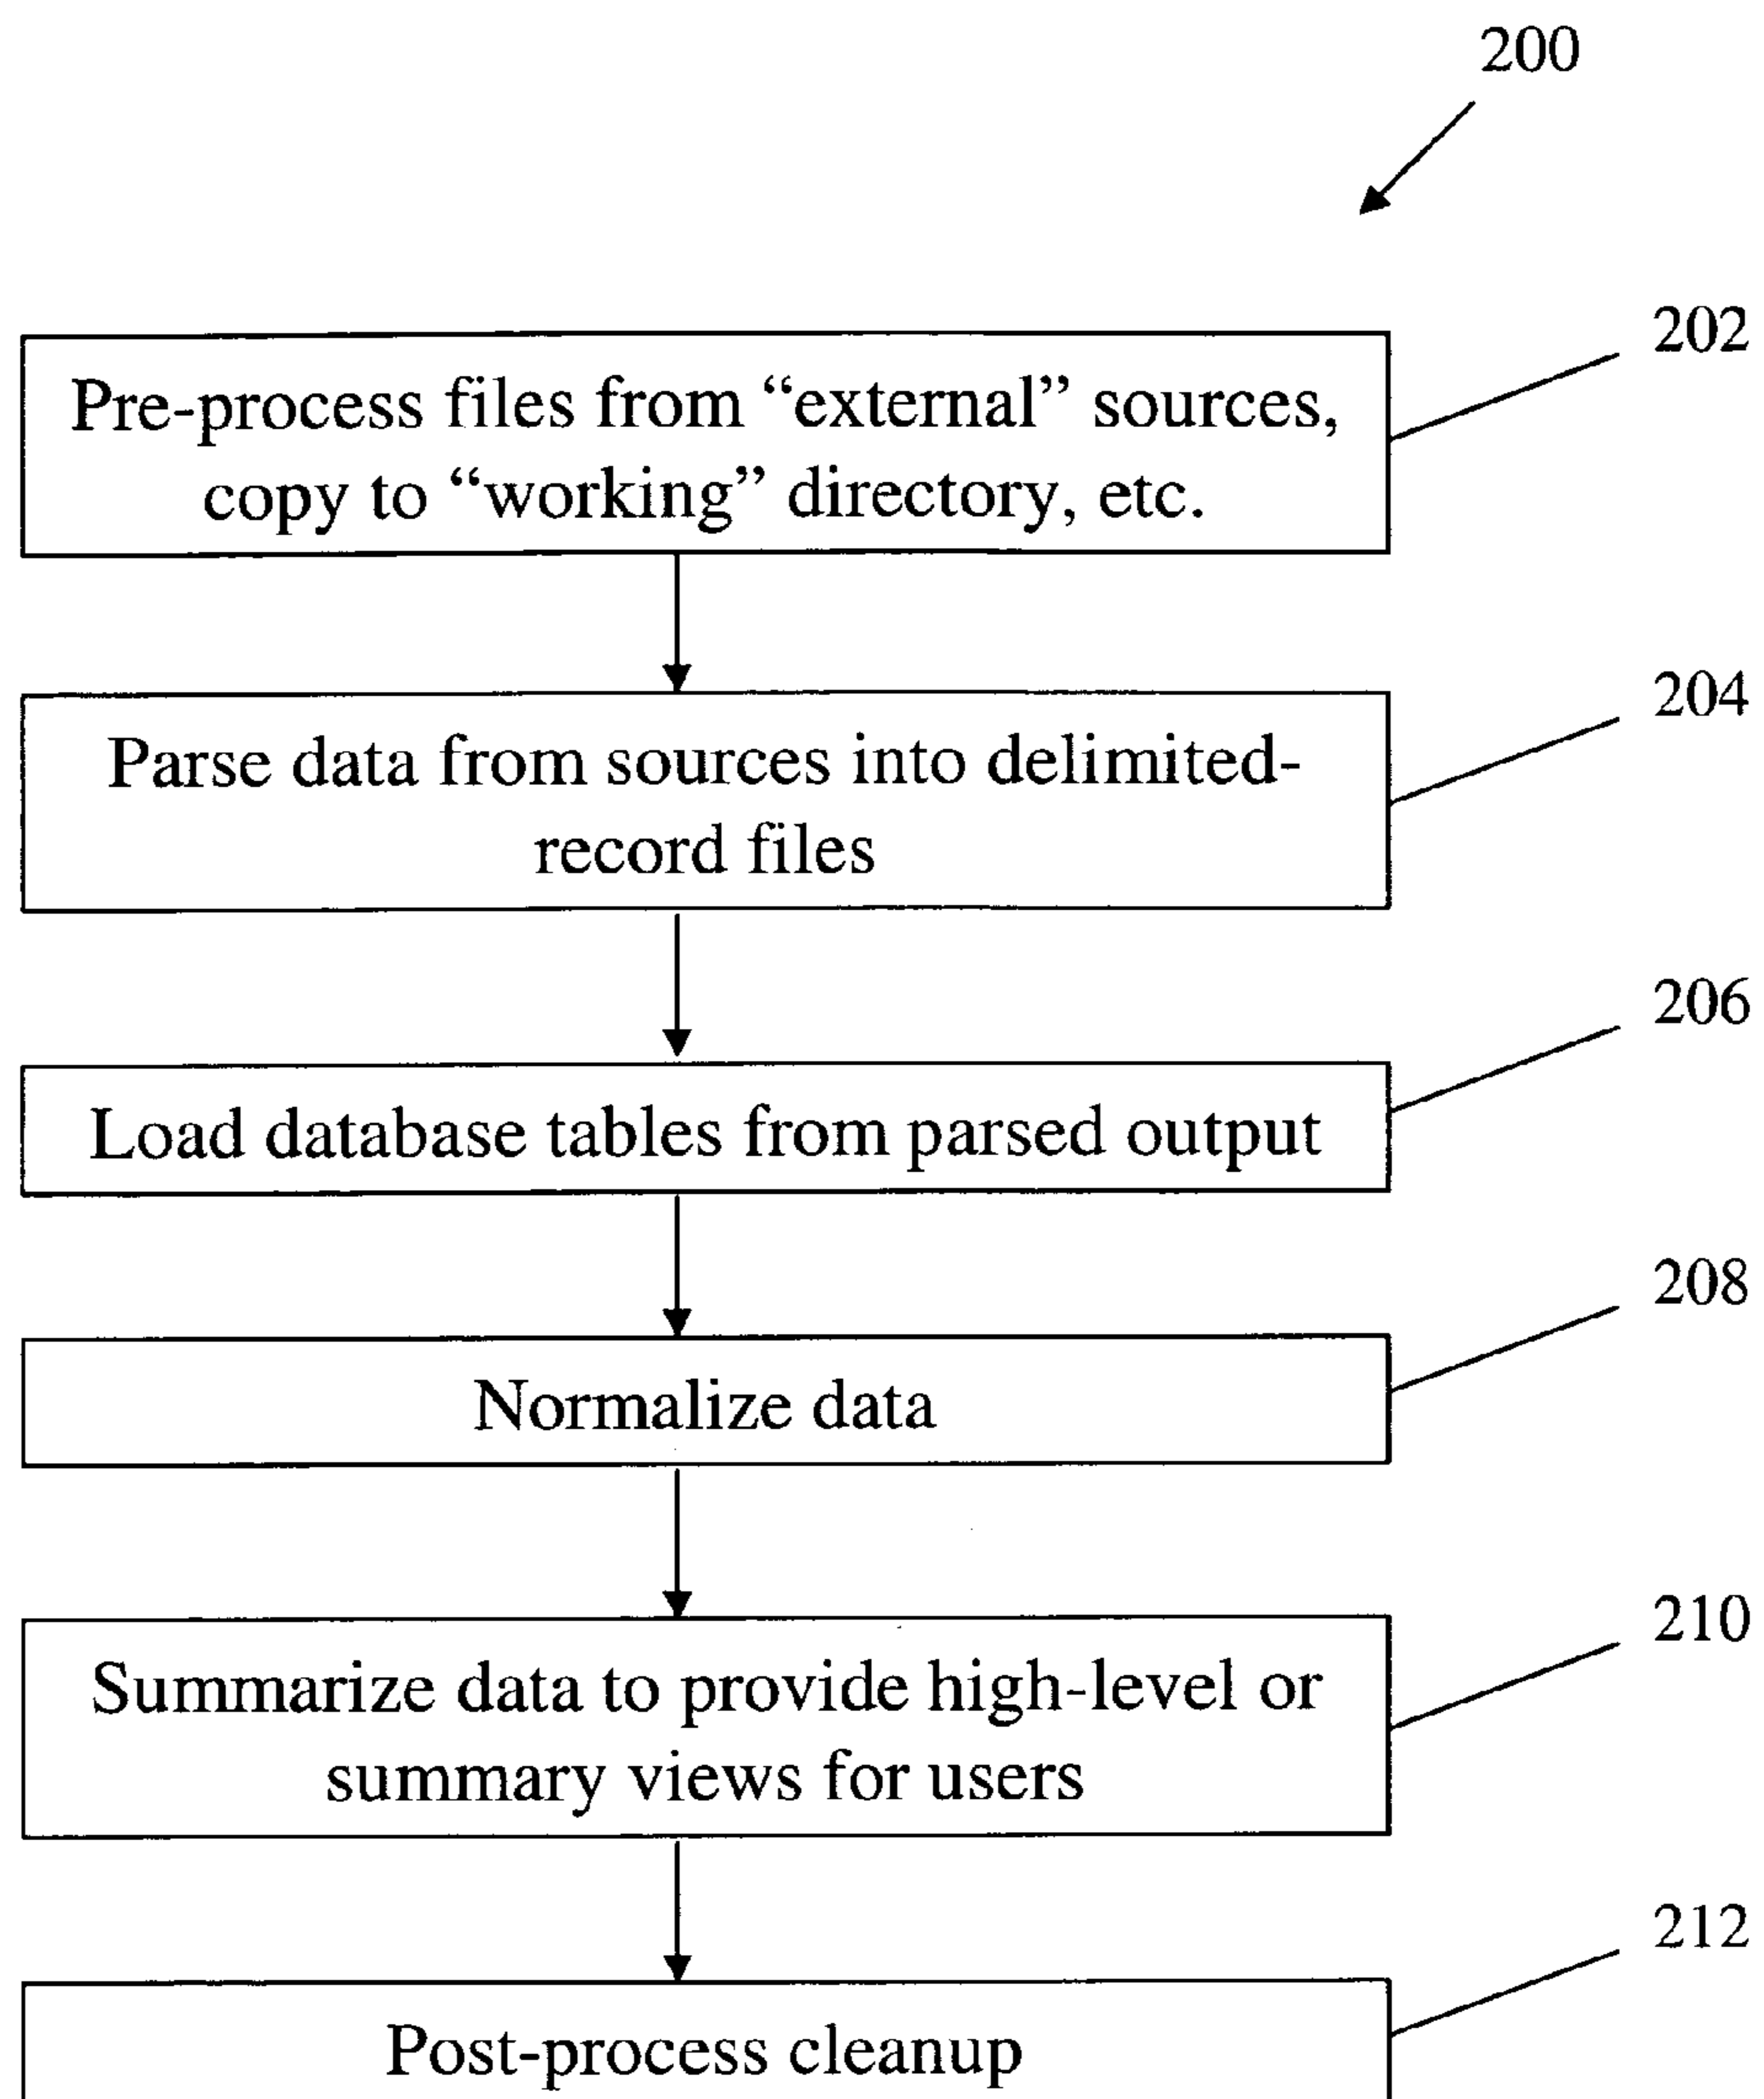 200
202
Pre-process files from “external” sources,
copy to “working” directory, etc.
204
Parse data from sources into delimited-
record files
206
Load database tables from parsed output
208
Normalize data
210
Summarize data to provide high-level or
summary views for users
212
Post-process cleanup